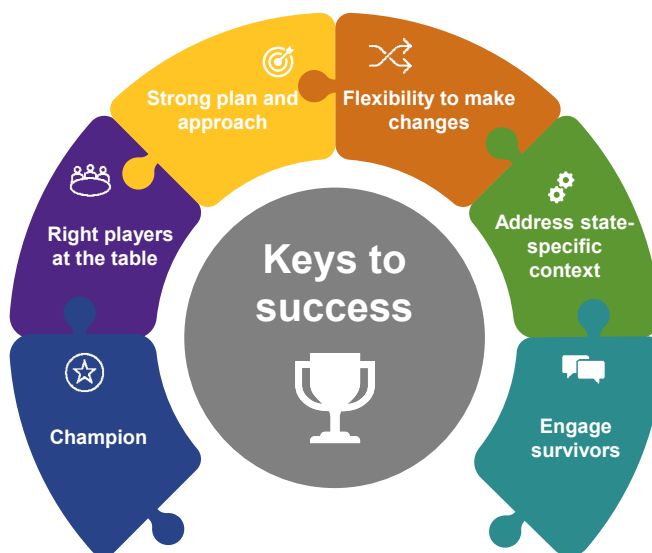 Keys to
success
Champion
Right players
at the table
Strong plan and
approach
Flexibility to make
changes
Address state-
specific
context
Engage
survivors